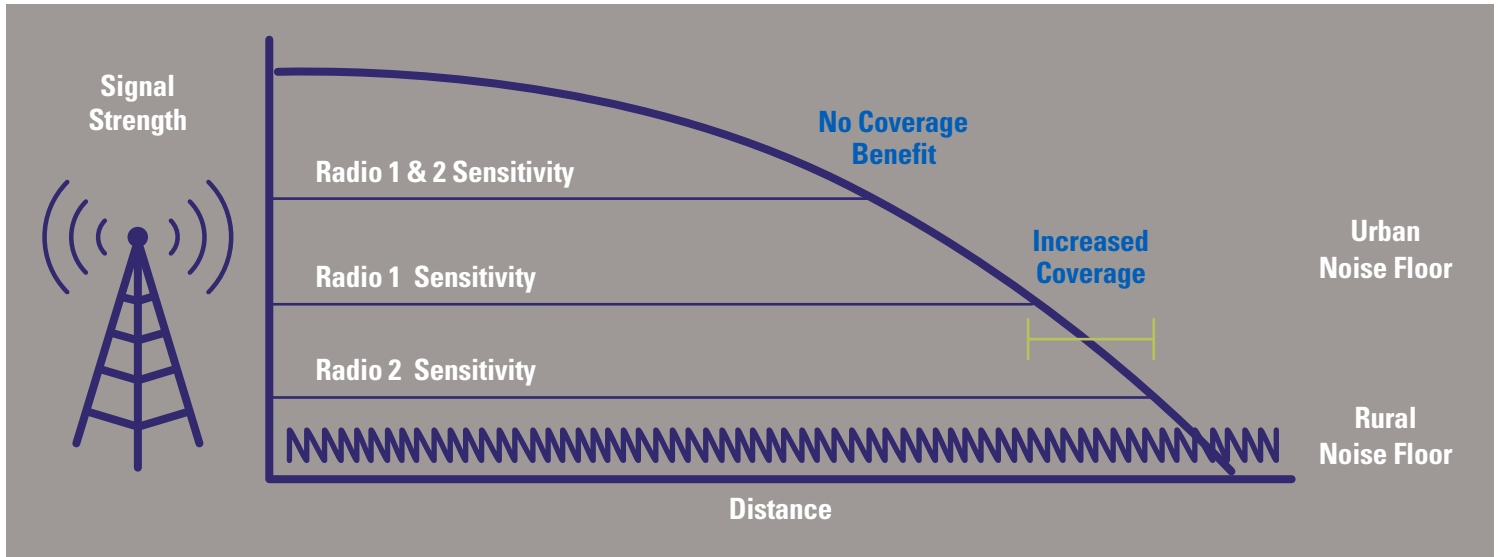 Signal
Strength
No Coverage
Benefit
Radio 1 & 2 Sensitivity
Increased
Coverage
Urban
Noise Floor
Radio 1 Sensitivity
Radio 2 Sensitivity
Rural
Noise Floor
Distance